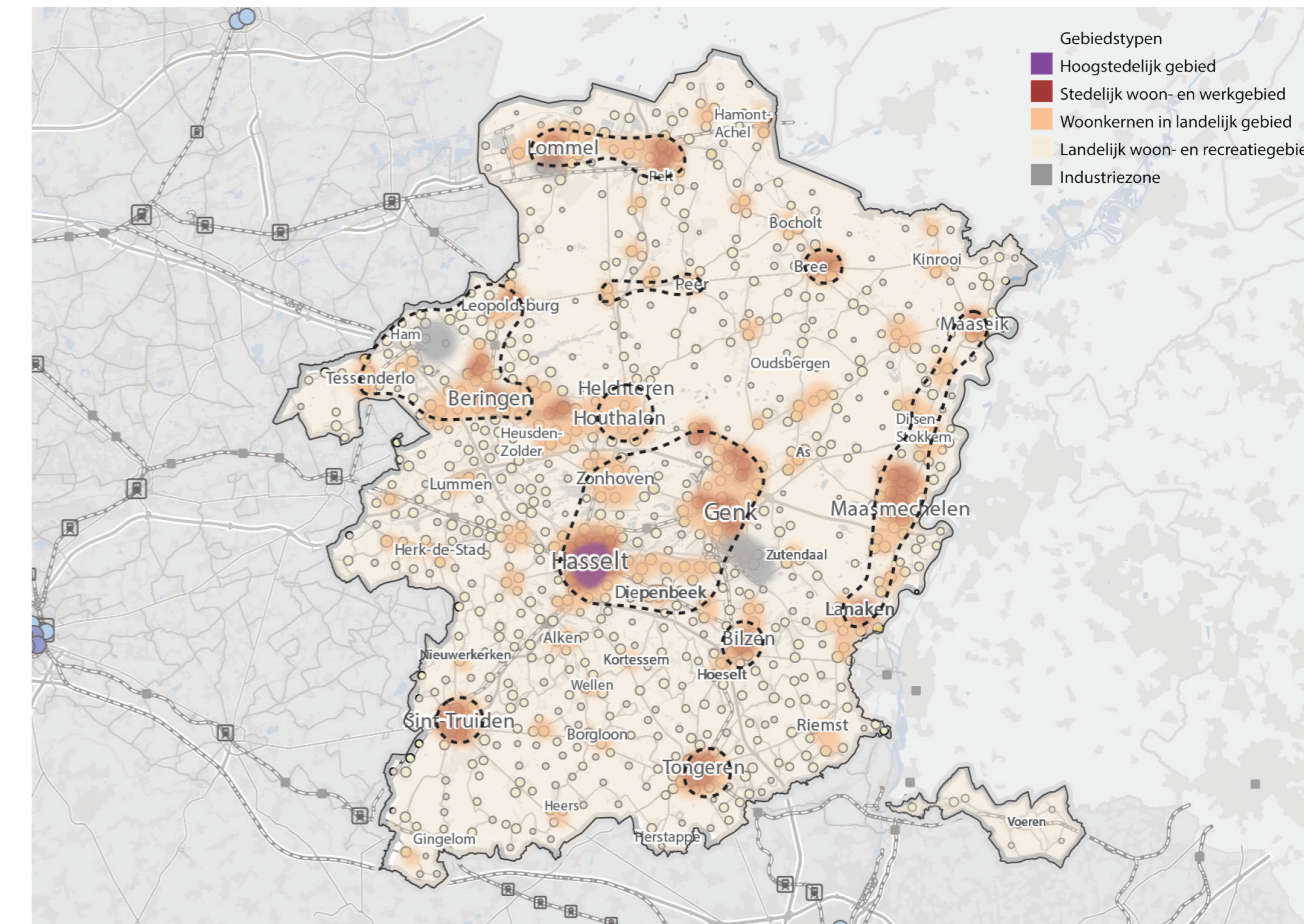 Gebiedstypen
Hoogstedelijk gebied
Stedelijk woon- en werkgebied
Woonkernen in landelijk gebied
Landelijk woon- en recreatiegebie
Industriezone
Hamont-
Achel
Lommel
Pelt
Bocholt
Bree
Kinrooi
Peer
Leopoldsburg
Maaseik
Ham
Oudsbergen
Tessenderlo
Helchteren
Beringen
Houthalen
Dilsen-
Stokkem
Heusden-
Zolder
As
Zonhoven
Lummen
Genk
Maasmechelen
Herk-de-Stad
Zutendaal
Hasselt
Diepenbeek
Lanaken
Alken
Bilzen
Nieuwerkerken
Kortessem
Hoeselt
Wellen
Sint-Truiden
Riemst
Borgloon
Tongeren
Heers
Voeren
Gingelom
Herstappe